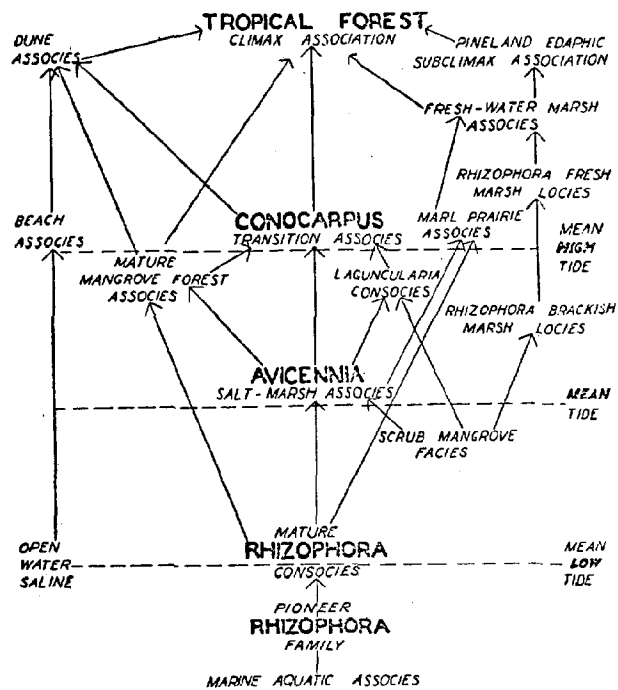 TROPICAL FOREST
CLIMAX ASSOCIATION
DUNE
ASSOCIES
PINELAND EDAPHIC
SUBCLIMAX ASSOCIATION
FRESH-WATER MARSH
ASSOCIES
RHIZOPHORA FRESH
MARSH LOCIES
BEACH
ASSOCIES
CONOCARPUS
TRANSITION ASSOCIES
MARL PRAIRIE
ASSOCIES
MEAN
HIGH
TIDE
MATURE
MANGROVE FOREST
ASSOCIES
LAGUNCULARIA
CONSOCIES
RHIZOPHORA BRACKISH
MARSH LOCIES
AVICENNIA
SALT-MARSH ASSOCIES
MEAN
TIDE
SCRUB MANGROVE
FACIES
OPEN
WATER
SALINE
MATURE
RHIZOPHORA
CONSOCIES
MEAN
LOW
TIDE
PIONEER
RHIZOPHORA
FAMILY
MARINE AQUATIC ASSOCIES